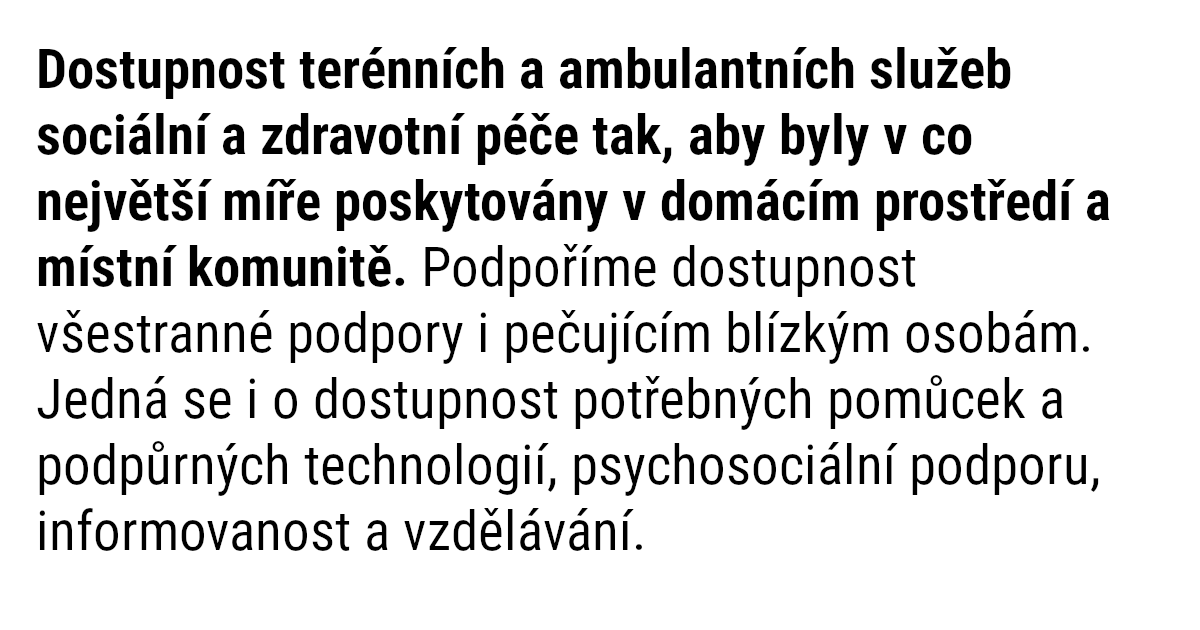 Dostupnost terénních a ambulantních služeb
sociální a zdravotní péče tak, aby byly v co
největší míře poskytovány v domácím prostředí a
místní komunitě. Podpoříme dostupnost
všestranné podpory i pečujícím blízkým osobám.
Jedná se i o dostupnost potřebných pomůcek a
podpůrných technologií, psychosociální podporu,
informovanost a vzdělávání.